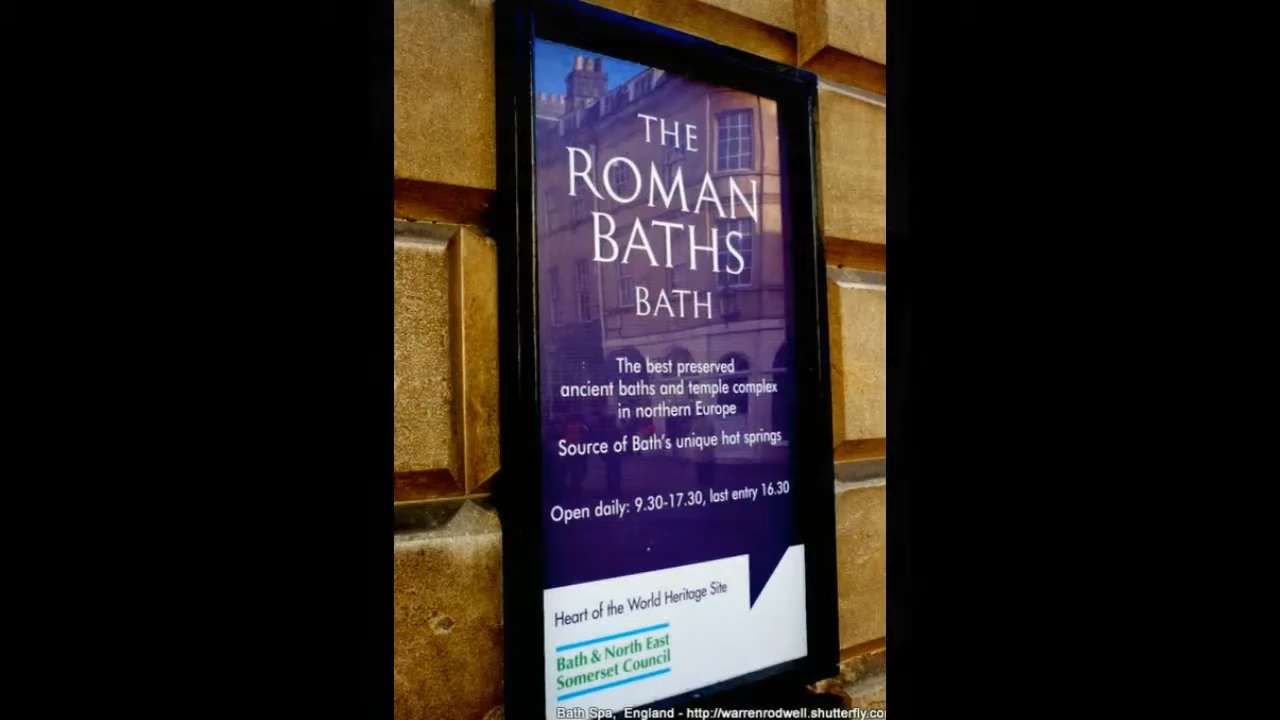 THE
ROMAN
BATHS
BATH
The best preserved
ancient baths and temple complex
in northern Europe
Source of Bath's unique hot springs
Open daily: 9.30-17.30, last entry 16.30
Heart of the World Heritage Site
Bath & North East
Somerset Council
Bath Spa, England - http://warrenrodwell.shutterfly.co